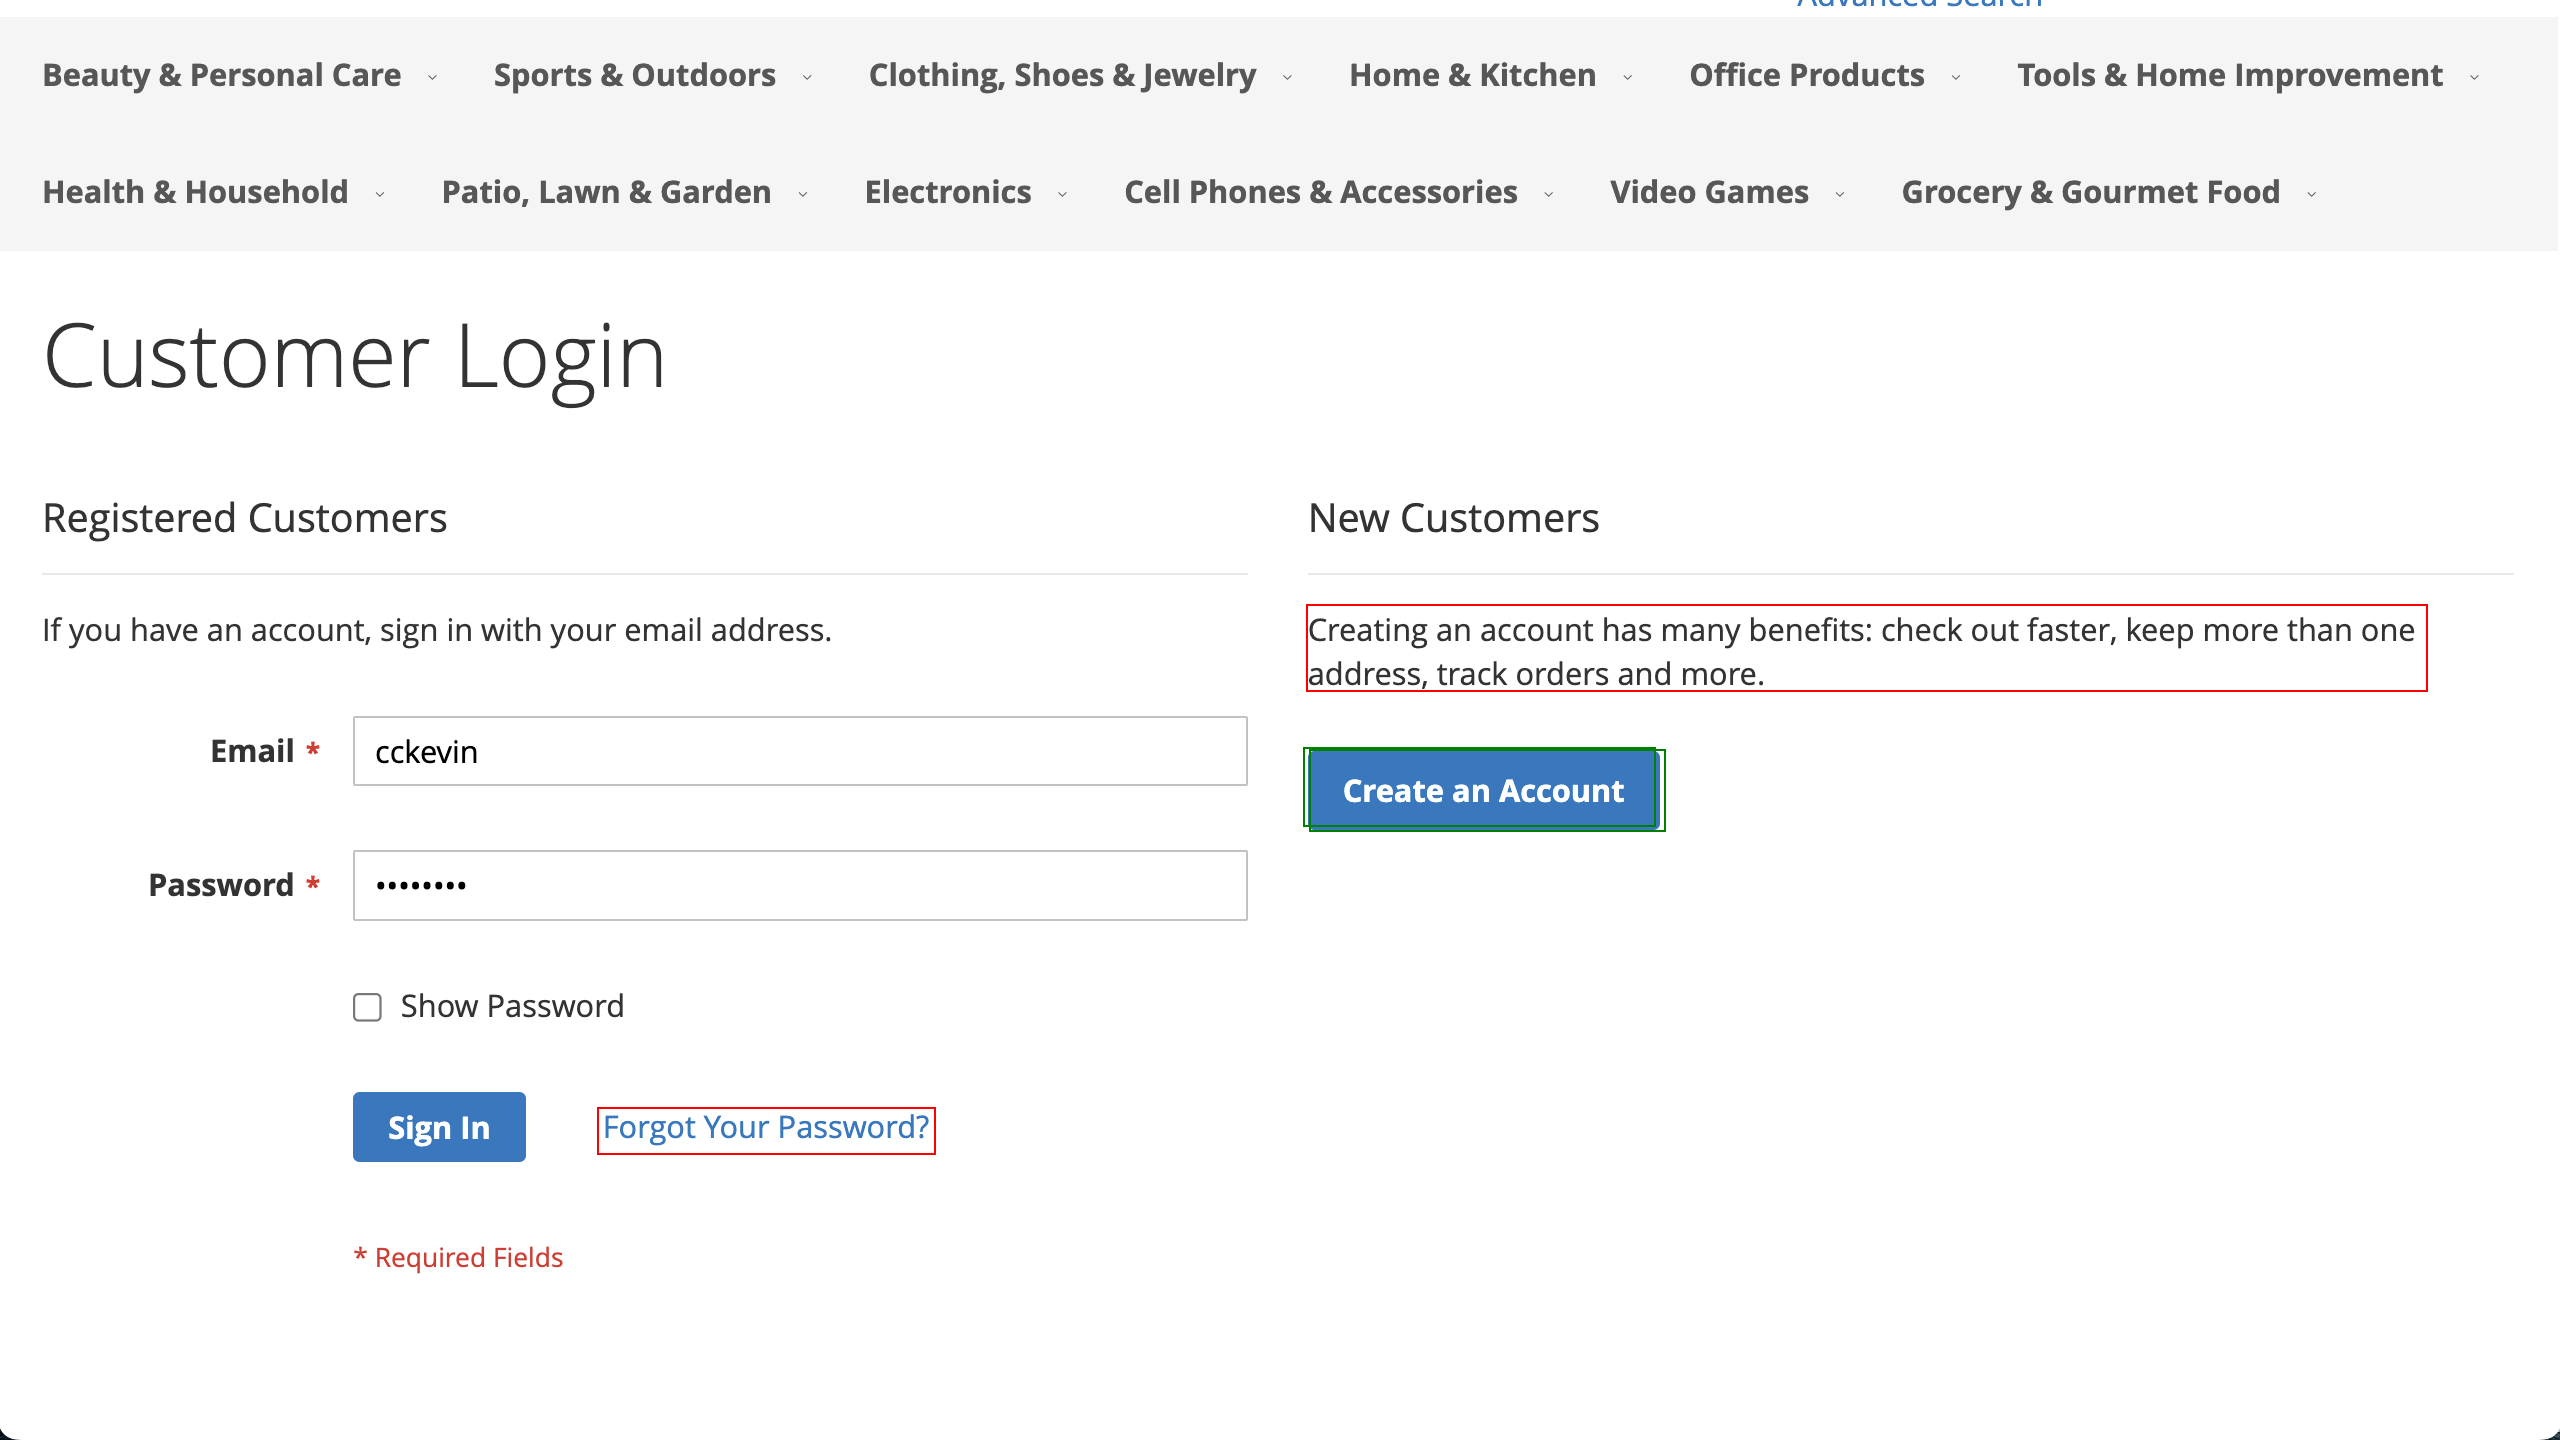 Advanced Search
Beauty & Personal Care Sports & Outdoors Clothing, Shoes & Jewelry Home & Kitchen Office Products Tools & Home Improvement
Health & Household Patio, Lawn & Garden Electronics Cell Phones & Accessories Video Games Grocery & Gourmet Food
Customer Login
Registered Customers
If you have an account, sign in with your email address.
Email *
cckevin
Password *
••••••••
Show Password
Sign In
Forgot Your Password?
* Required Fields
New Customers
Creating an account has many benefits: check out faster, keep more than one
address, track orders and more.
Create an Account